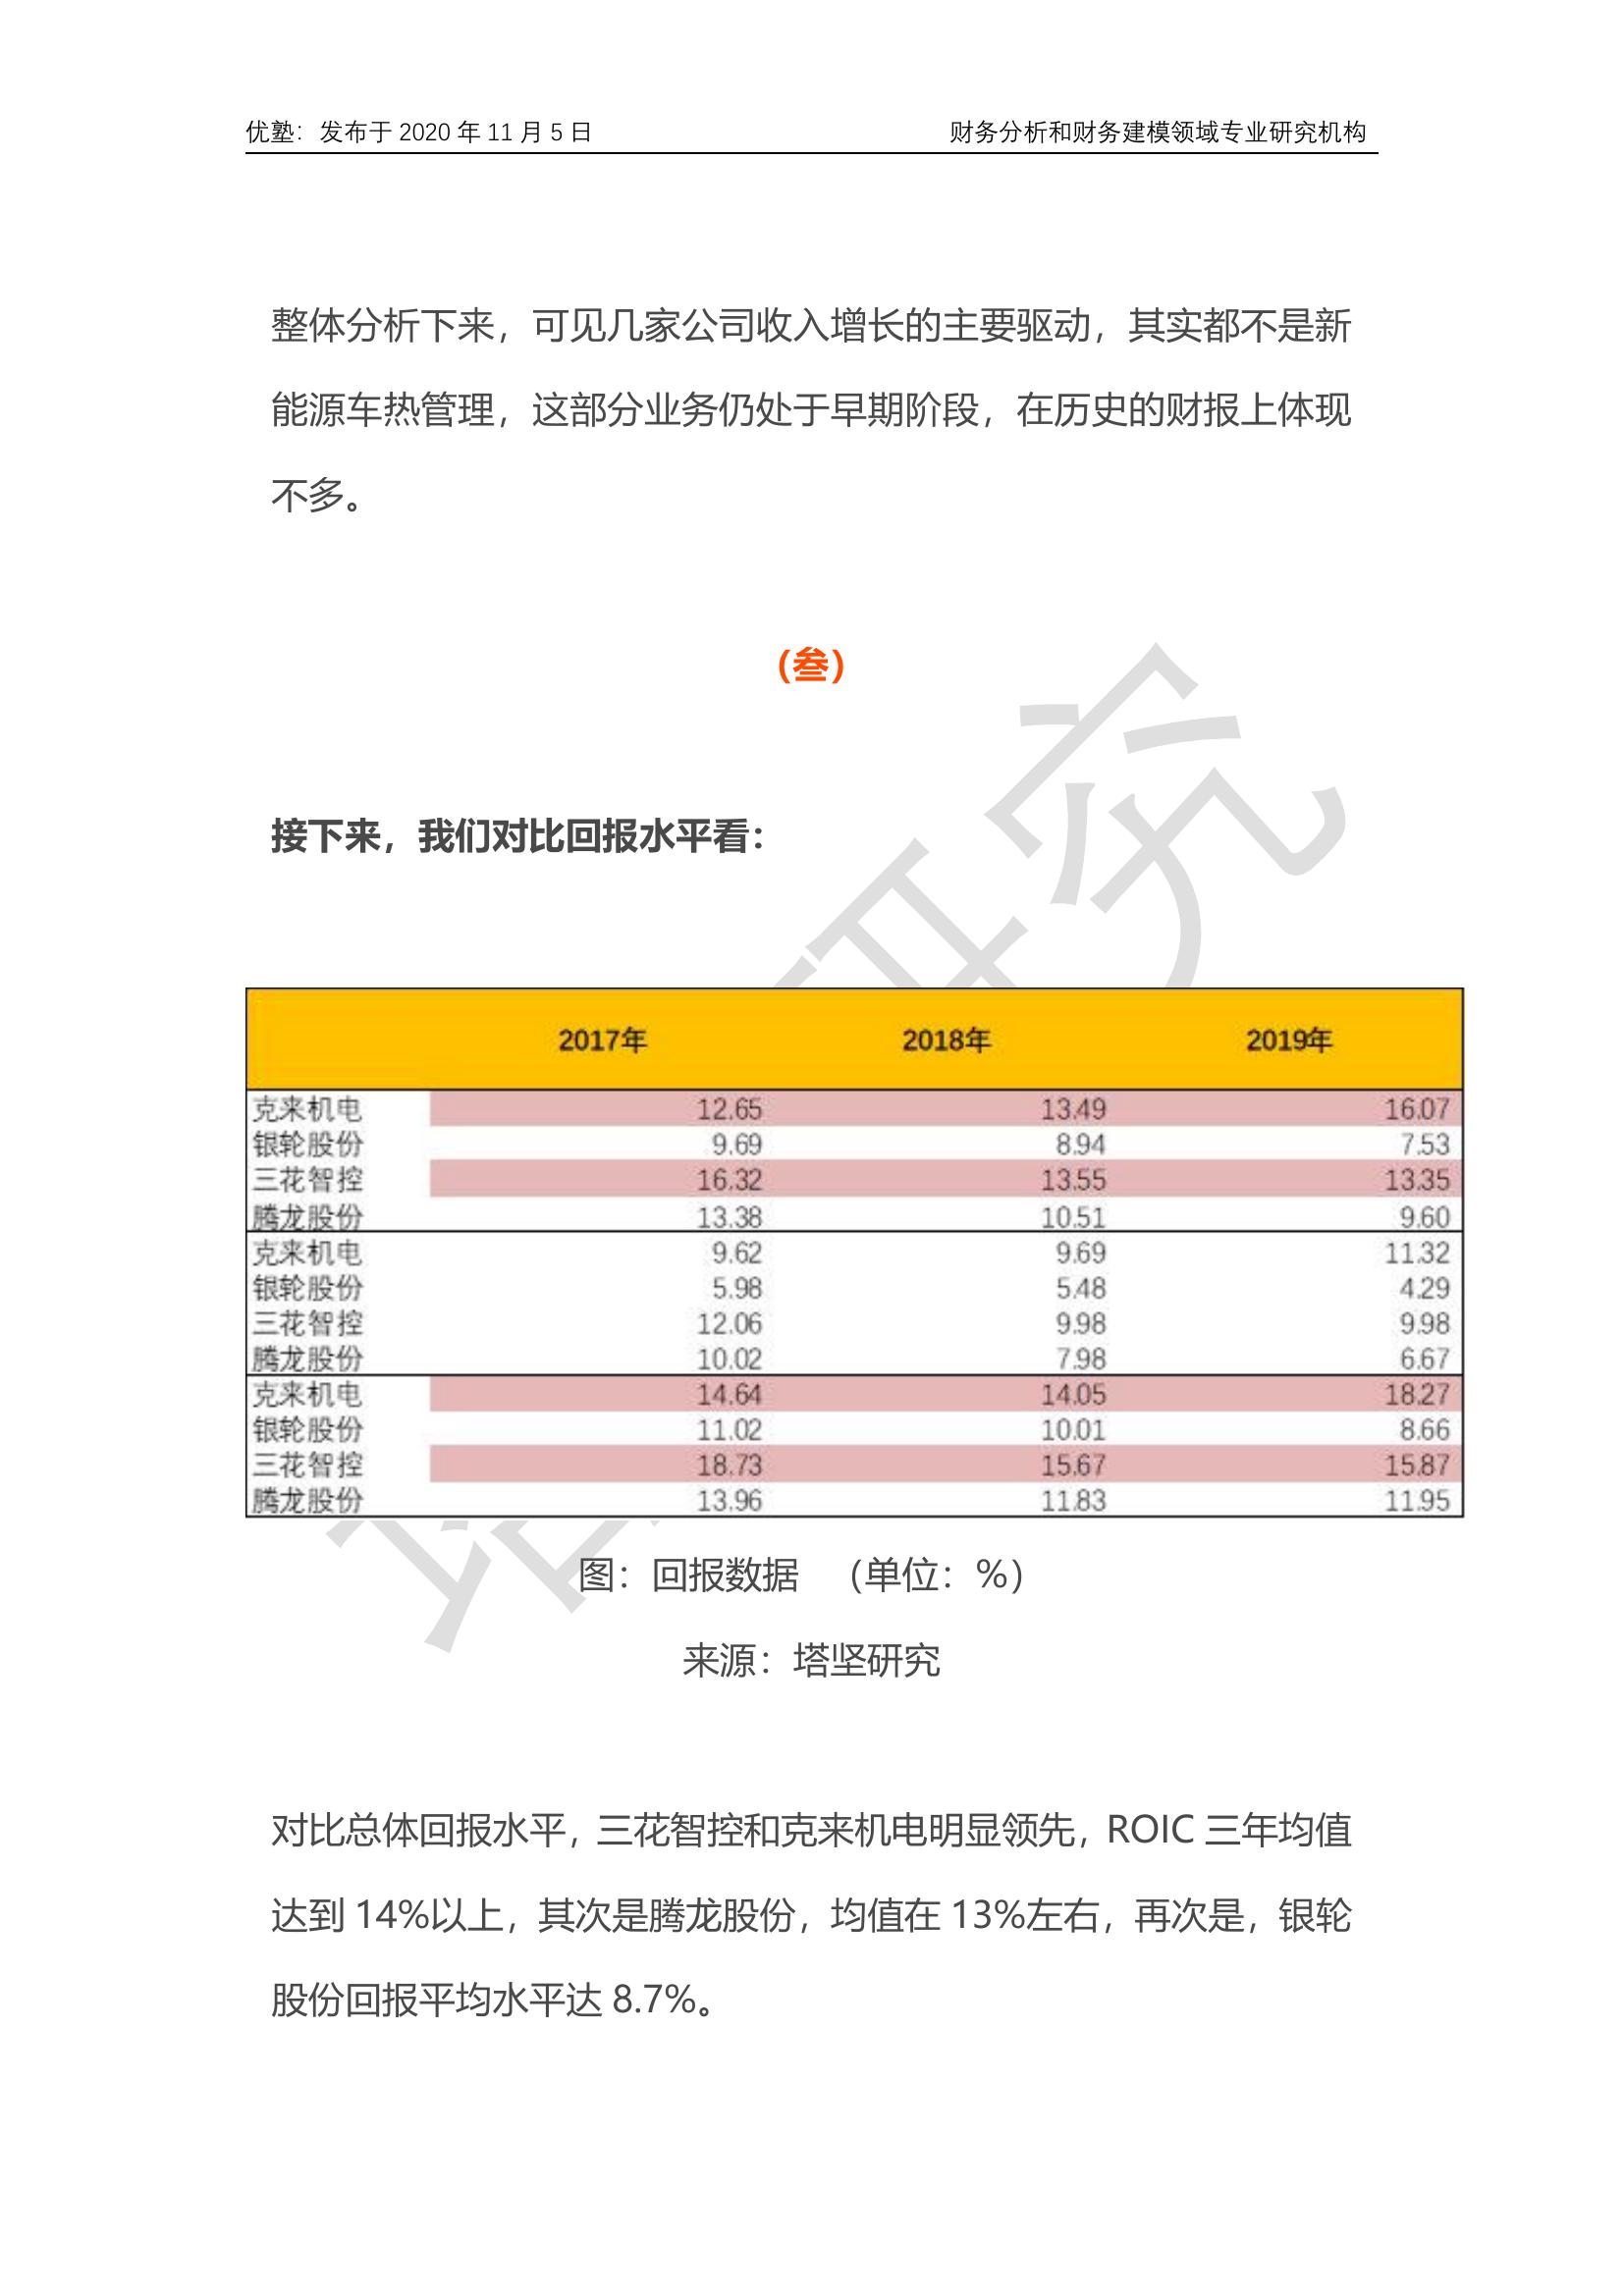 优塾：发布于 2020 年 11 月 5 日 财务分析和财务建模领域专业研究机构
整体分析下来，可见几家公司收入增长的主要驱动，其实都不是新
能源车热管理，这部分业务仍处于早期阶段，在历史的财报上体现
不多。
（叁）
接下来，我们对比回报水平看：
2017年 2018年 2019年
克来机电 12.65 13.49 16.07
银轮股份 9.69 8.94 7.53
三花智控 16.32 13.55 13.35
腾龙股份 13.38 10.51 9.60
克来机电 9.62 9.69 11.32
银轮股份 5.98 5.48 4.29
三花智控 12.06 9.98 9.98
腾龙股份 10.02 7.98 6.67
克来机电 14.64 14.05 18.27
银轮股份 11.02 10.01 8.66
三花智控 18.73 15.67 15.87
腾龙股份 13.96 11.83 11.95
图：回报数据 （单位：%）
来源：塔坚研究
对比总体回报水平，三花智控和克来机电明显领先，ROIC 三年均值
达到 14%以上，其次是腾龙股份，均值在 13%左右，再次是，银轮
股份回报平均水平达 8.7%。